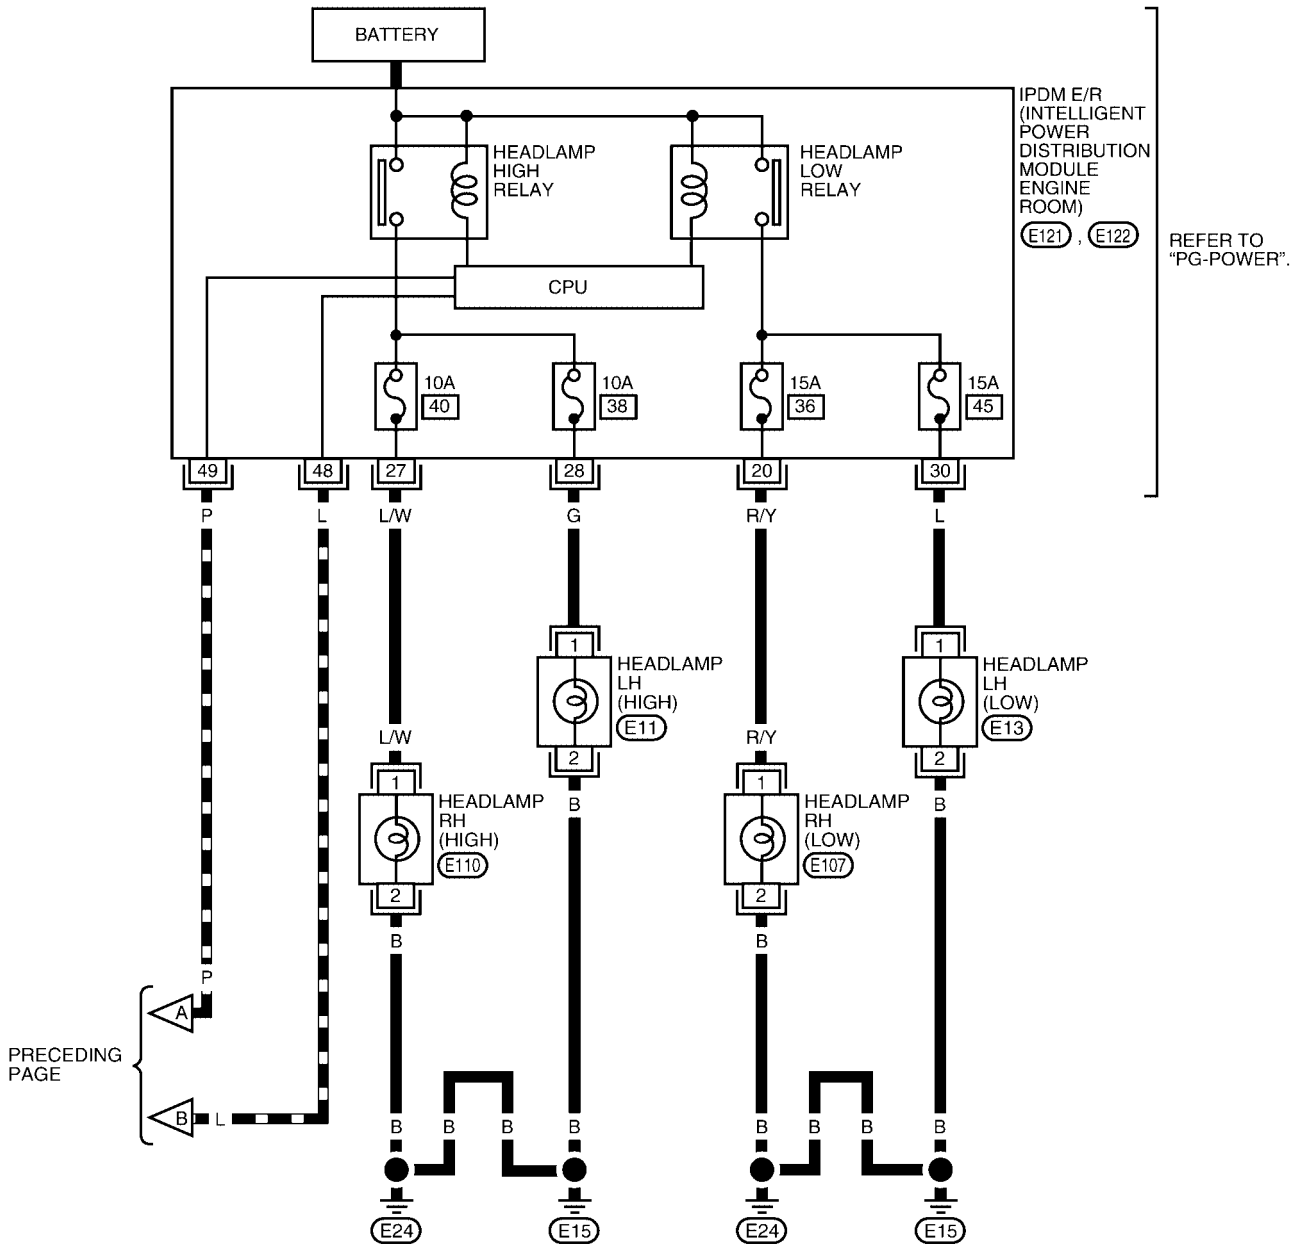 BATTERY
IPDM E/R
(INTELLIGENT
POWER
DISTRIBUTION
MODULE
ENGINE
ROOM)
E121 , E122
REFER TO
“PG-POWER”.
HEADLAMP
HIGH
RELAY
HEADLAMP
LOW
RELAY
CPU
10A
40
10A
38
15A
36
15A
45
49 48 27 28 20 30
P L L/W G R/Y L
1
HEADLAMP
LH
(HIGH)
E11
2
1
HEADLAMP
LH
(LOW)
E13
2
L/W R/Y
B B
1
HEADLAMP
RH
(HIGH)
E110
2
1
HEADLAMP
RH
(LOW)
E107
2
B B
P
A
PRECEDING
PAGE
B L
B B B B B B B B
E24 E15 E24 E15